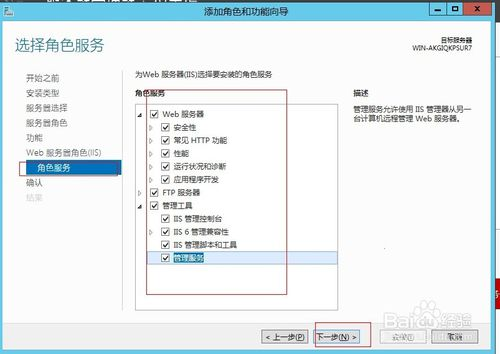 添加角色和功能向导
选择角色服务
目标服务器
WIN-AKGIQKPSUR7
开始之前
安装类型
服务器选择
服务器角色
功能
Web 服务器角色(IIS)
角色服务
确认
结果
为Web 服务器(IIS)选择要安装的角色服务
角色服务
Web 服务器
安全性
常见 HTTP 功能
性能
运行状况和诊断
应用程序开发
FTP 服务器
管理工具
IIS 管理控制台
IIS 6 管理兼容性
IIS 管理脚本和工具
管理服务
描述
管理服务允许使用 IIS 管理器从另一
台计算机远程管理 Web 服务器。
< 上一步(P)
下一步(N) >
安装(I)
取消
Baidu 经验